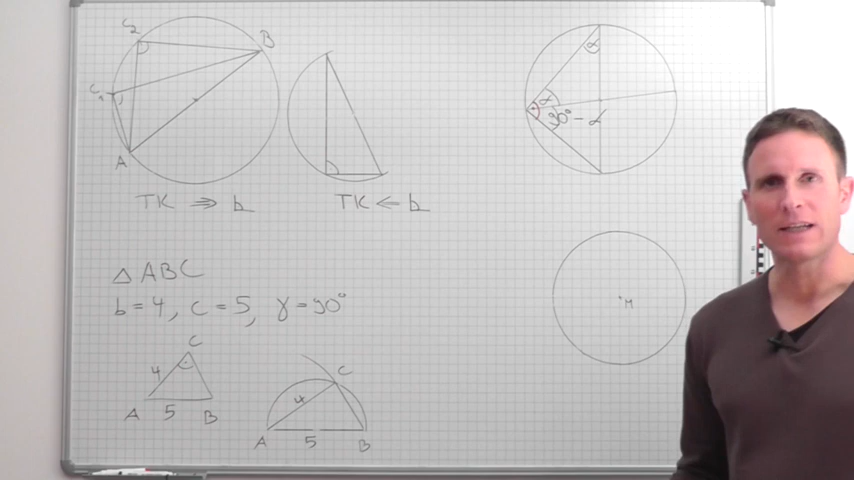 C₂
B
C₁
A
TK ⇒ b
TK ⇐ b
α
α
90° - α
M
△ ABC
b = 4, c = 5, γ = 90°
C
4
A 5 B
C
4
A 5 B